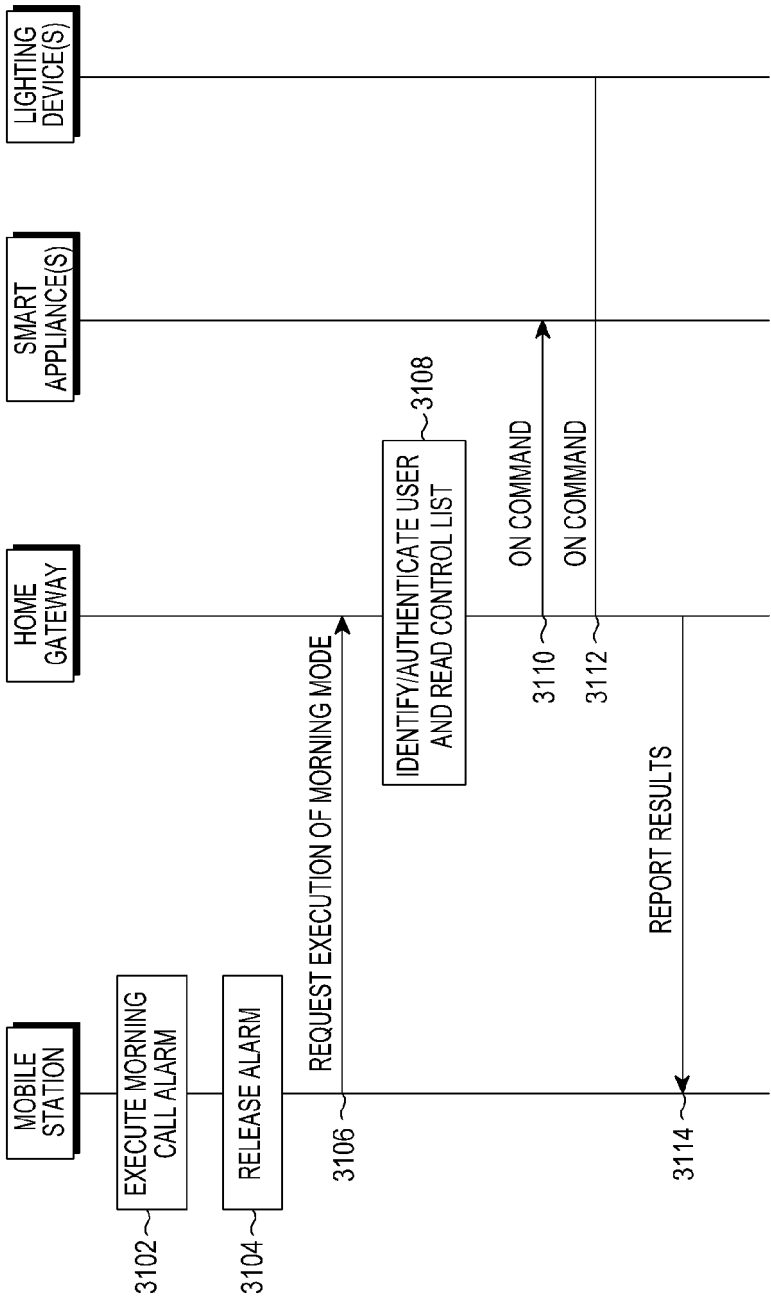 MOBILE
STATION
HOME
GATEWAY
SMART
APPLIANCE(S)
LIGHTING
DEVICE(S)
3102
EXECUTE MORNING
CALL ALARM
3104
RELEASE ALARM
3106
REQUEST EXECUTION OF MORNING MODE
IDENTIFY/AUTHENTICATE USER
AND READ CONTROL LIST
3108
3110
ON COMMAND
3112
ON COMMAND
REPORT RESULTS
3114